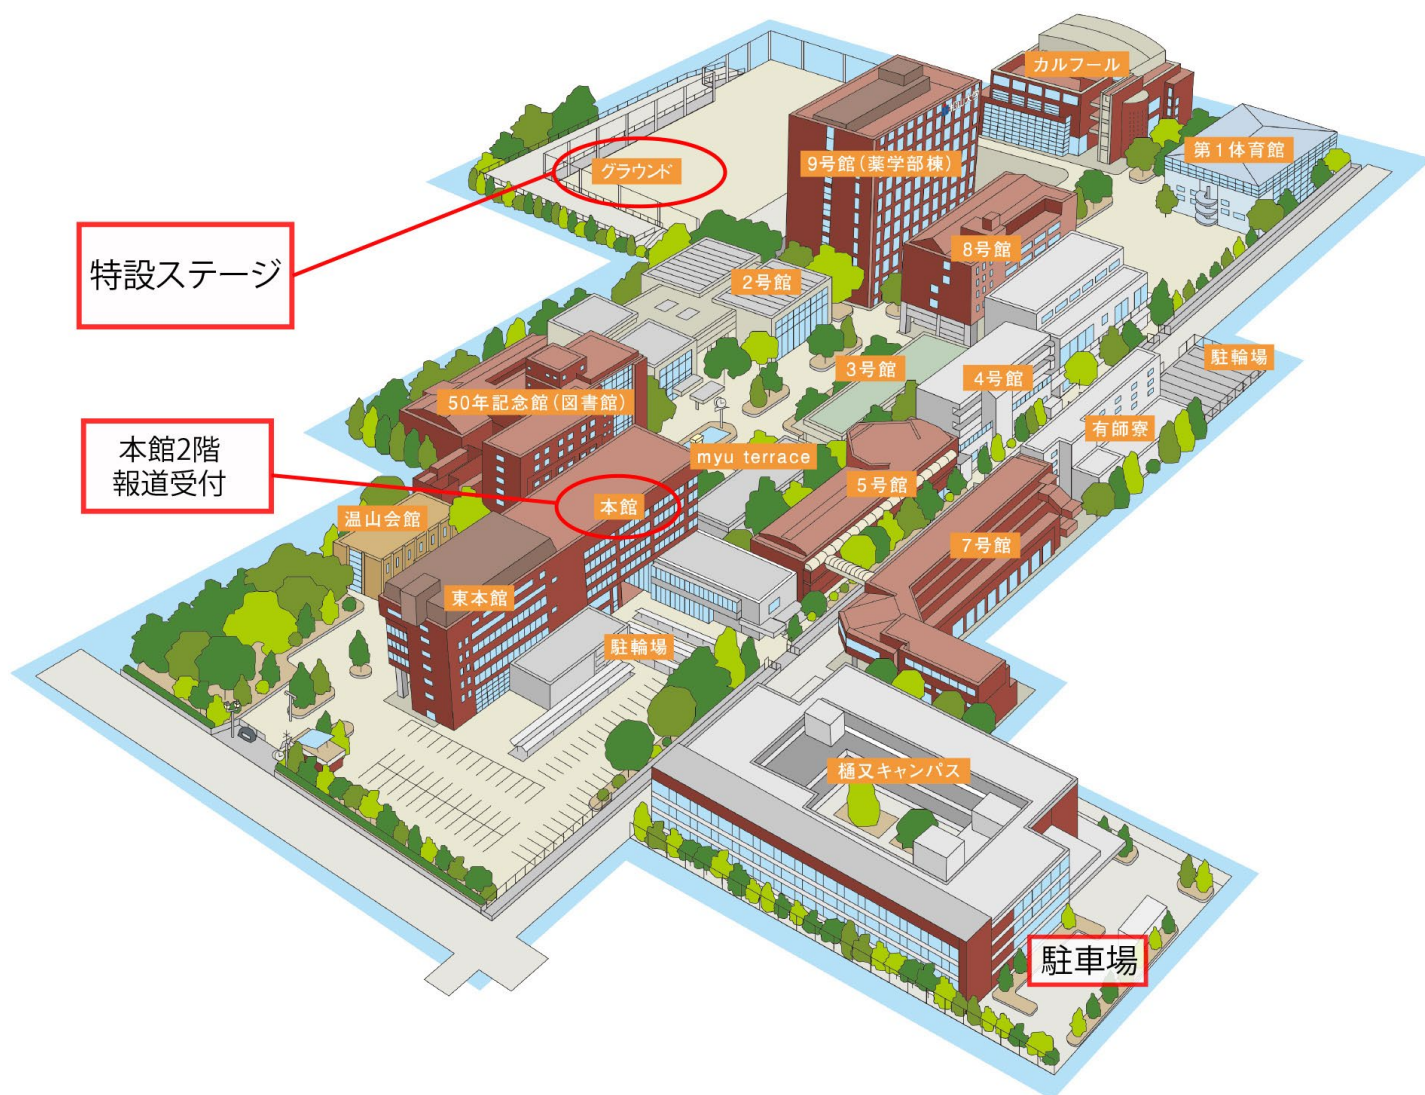 カルフール
第1体育館
9号館(薬学部棟)
グラウンド
8号館
特設ステージ
2号館
駐輪場
3号館
4号館
50年記念館(図書館)
有師寮
本館2階
報道受付
myu terrace
5号館
本館
温山会館
7号館
東本館
駐輪場
樋又キャンパス
駐車場